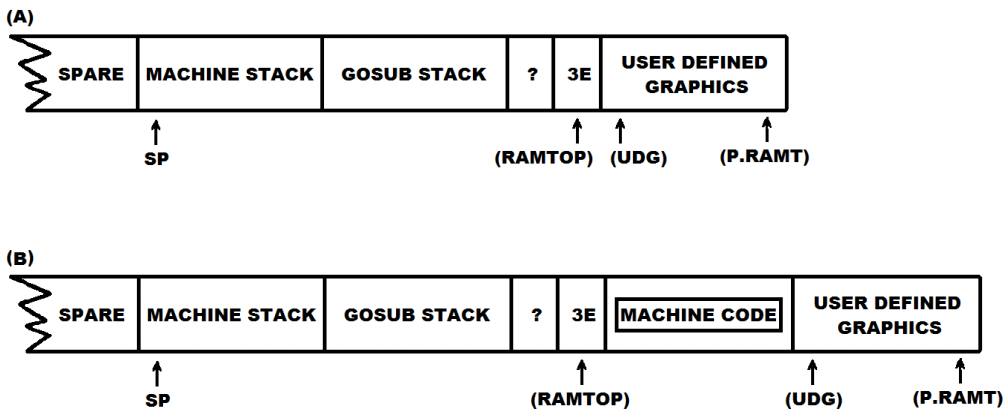 (A)
SPARE
MACHINE STACK
GOSUB STACK
?
3E
USER DEFINED
GRAPHICS
SP
(RAMTOP)
(UDG)
(P.RAMT)
(B)
SPARE
MACHINE STACK
GOSUB STACK
?
3E
MACHINE CODE
USER DEFINED
GRAPHICS
SP
(RAMTOP)
(UDG)
(P.RAMT)